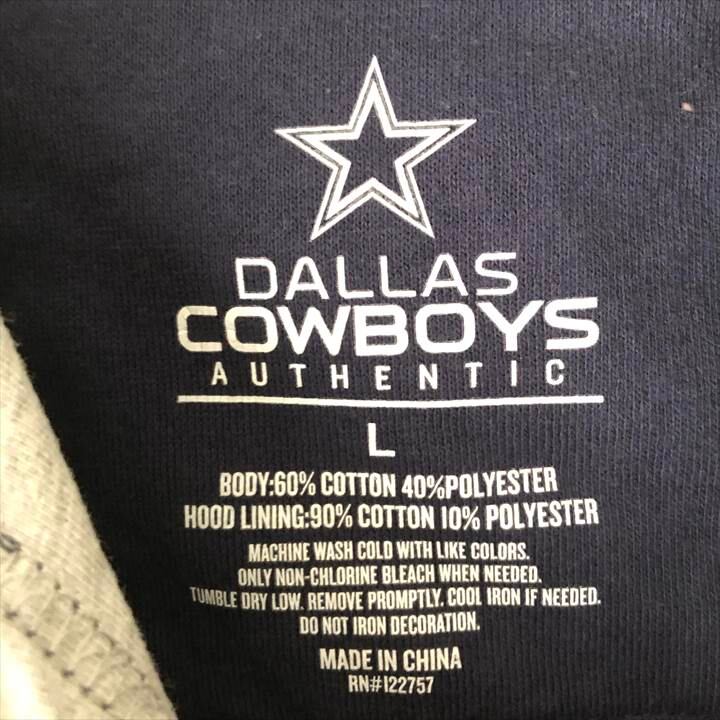 DALLAS
COWBOYS
AUTHENTIC
L
BODY:60% COTTON 40%POLYESTER
HOOD LINING:90% COTTON 10% POLYESTER
MACHINE WASH COLD WITH LIKE COLORS.
ONLY NON-CHLORINE BLEACH WHEN NEEDED.
TUMBLE DRY LOW. REMOVE PROMPTLY. COOL IRON IF NEEDED.
DO NOT IRON DECORATION.
MADE IN CHINA
RN#122757